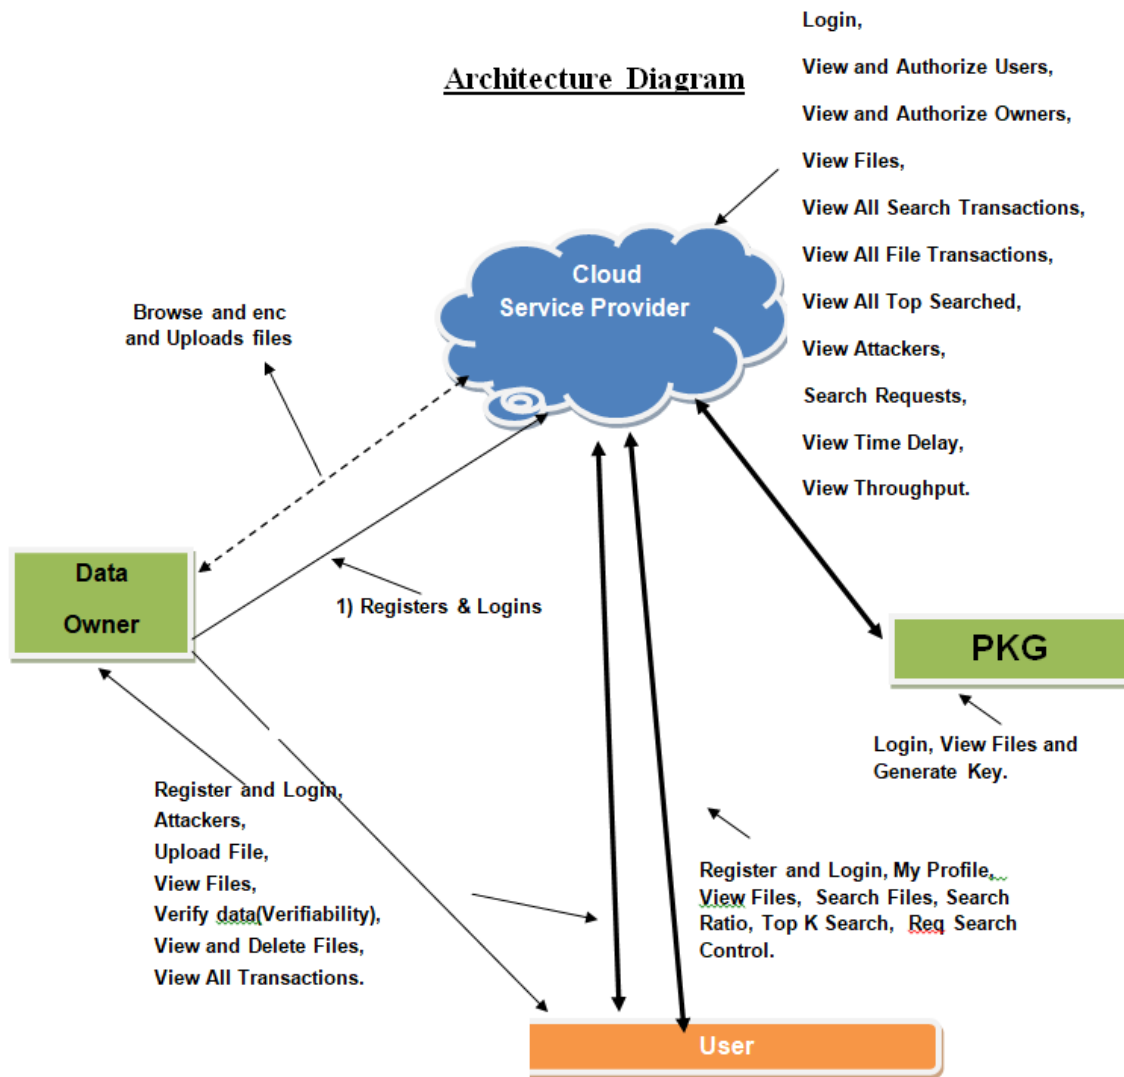 Architecture Diagram
Login,
View and Authorize Users,
View and Authorize Owners,
View Files,
View All Search Transactions,
View All File Transactions,
View All Top Searched,
View Attackers,
Search Requests,
View Time Delay,
View Throughput.
Cloud
Service Provider
Browse and enc
and Uploads files
Data
Owner
1) Registers & Logins
PKG
Login, View Files and
Generate Key.
Register and Login,
Attackers,
Upload File,
View Files,
Verify data(Verifiability),
View and Delete Files,
View All Transactions.
Register and Login, My Profile,
View Files, Search Files, Search
Ratio, Top K Search, Req Search
Control.
User